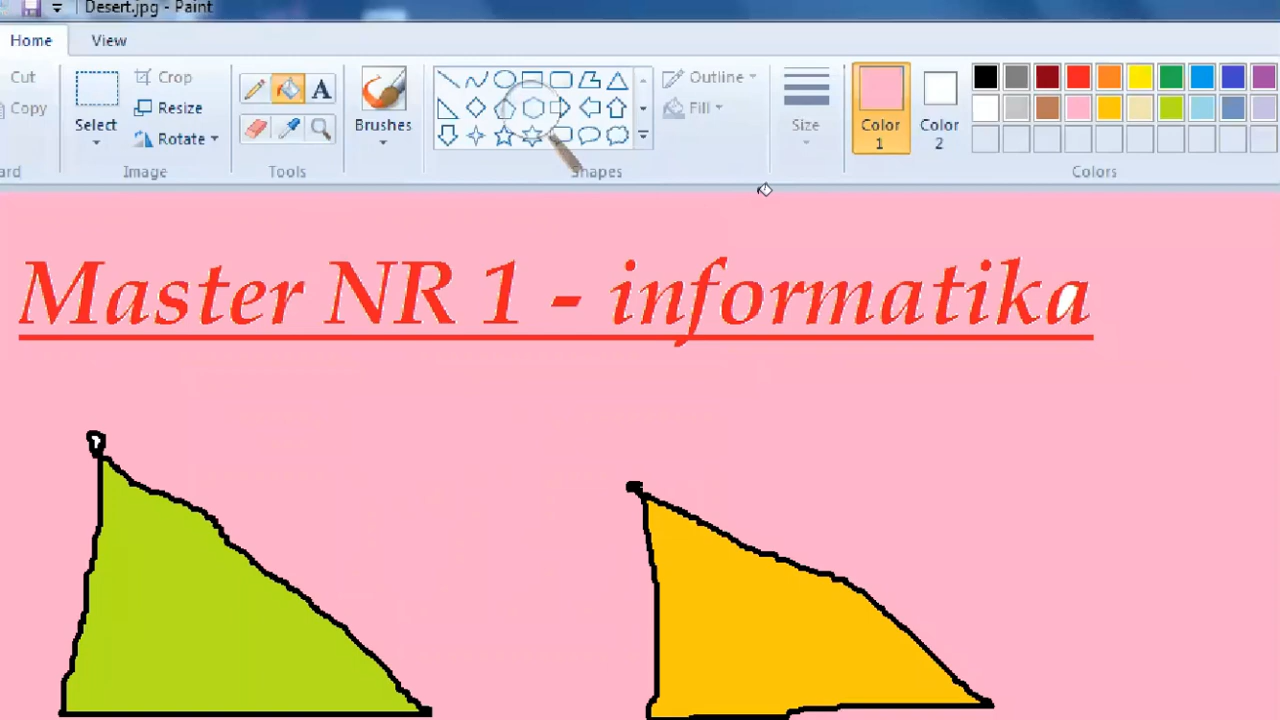 Desert.jpg - Paint
Home View
Cut
Copy
ard
Select
Crop
Resize
Rotate
Image
A
Tools
Brushes
Shapes
Outline
Fill
Size
Color 1
Color 2
Colors
Master NR 1 - informatika